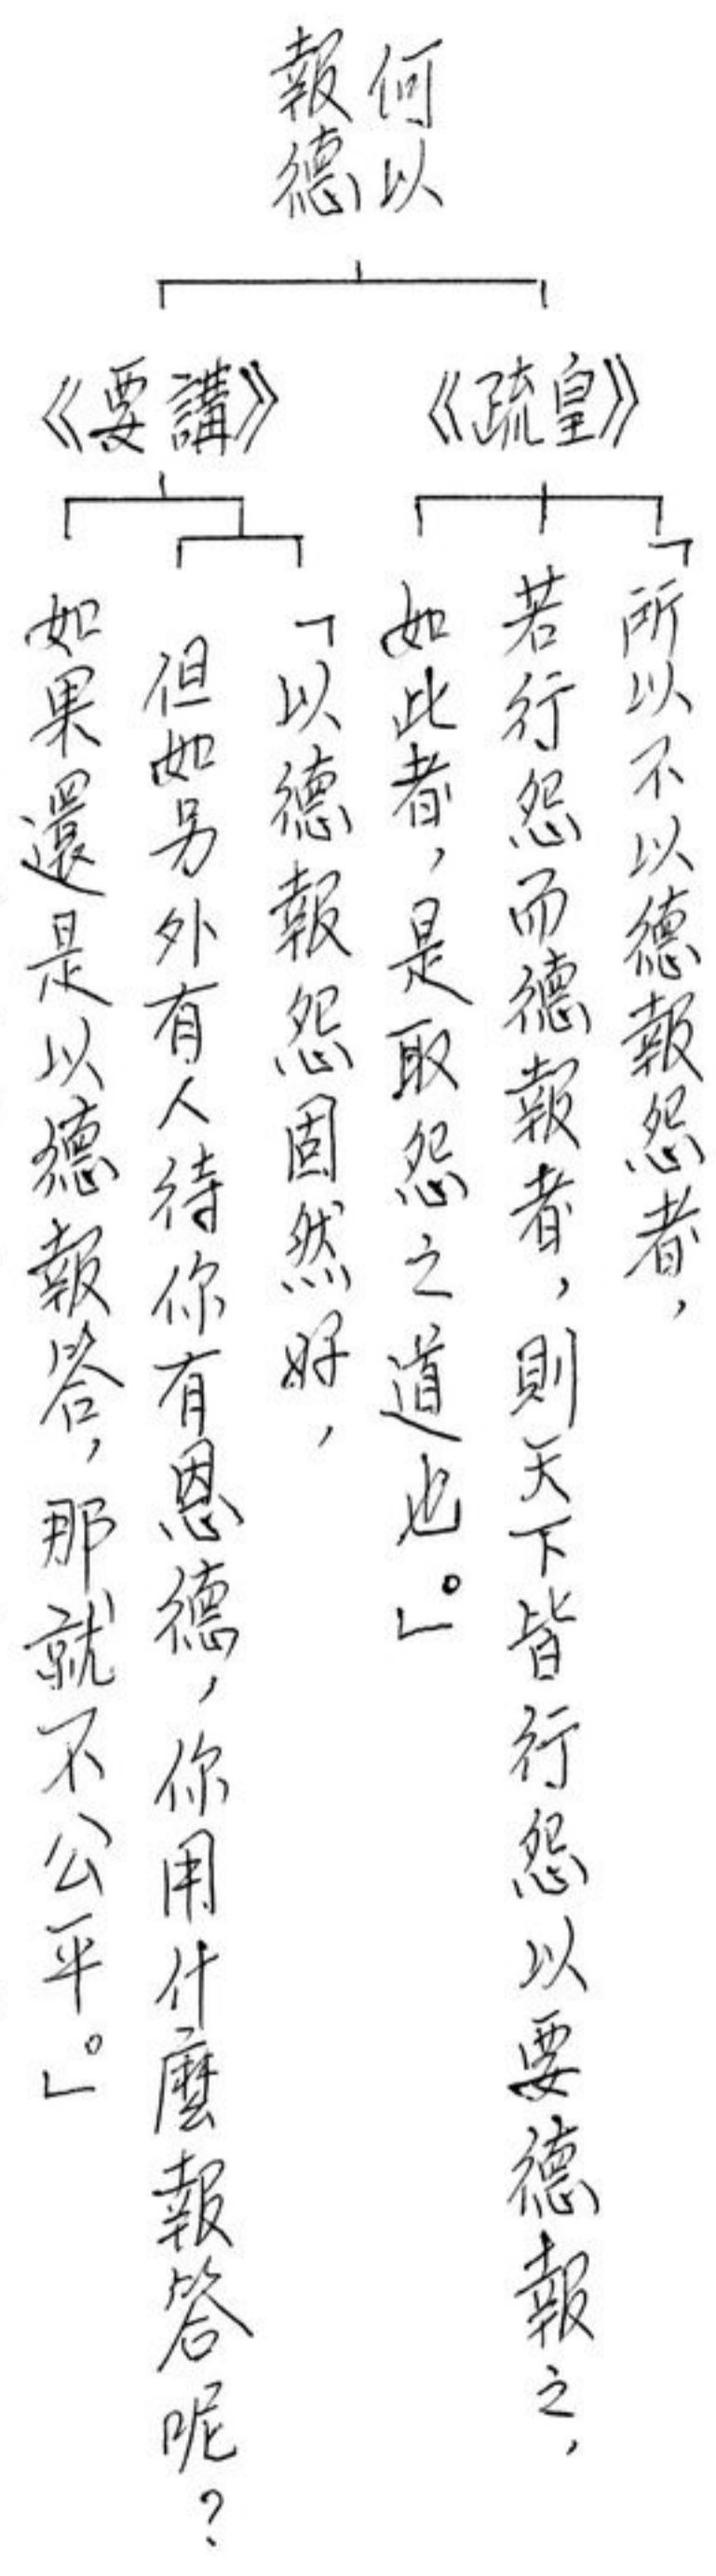 何以
報德
《皇疏》
「所以不以德報怨者，
若行怨而德報者，則天下皆行怨以要德報之，
如此者，是取怨之道也。」
《講要》
「以德報怨固然好，
但如另外有人待你有恩德，你用什麼報答呢？
如果還是以德報答，那就不公平。」